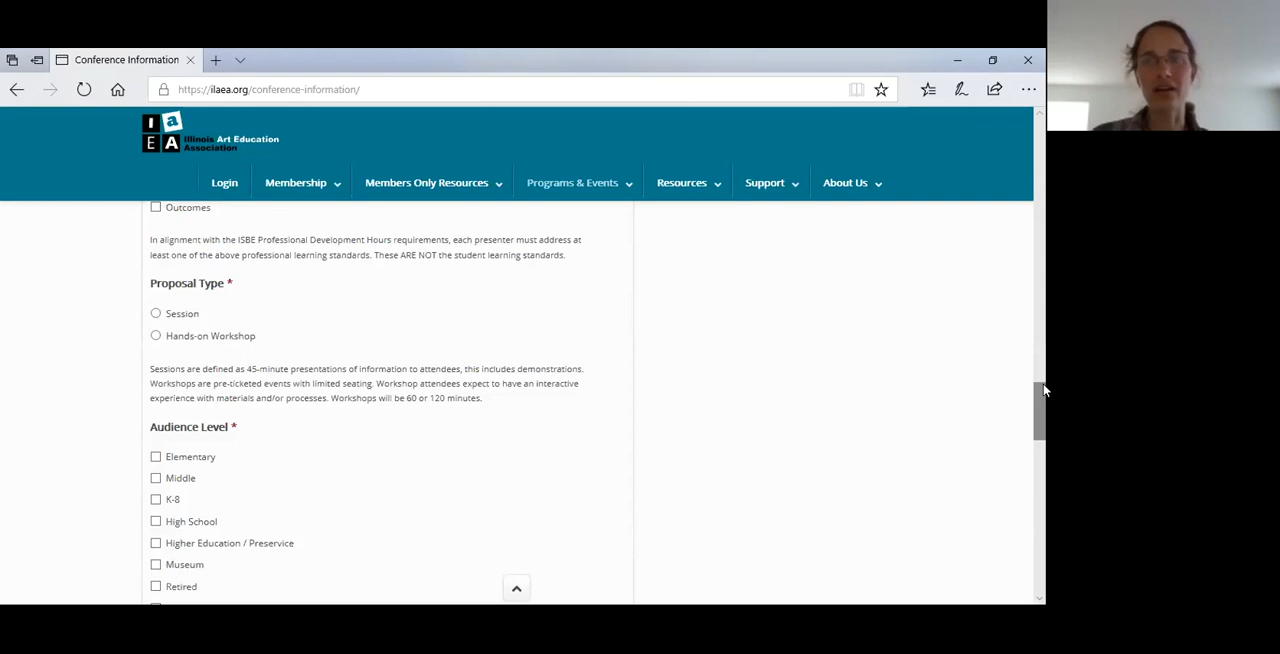 Conference Information
https://ilaea.org/conference-information/
I a
E A Illinois Art Education
Association
Login Membership Members Only Resources Programs & Events Resources Support About Us
Outcomes
In alignment with the ISBE Professional Development Hours requirements, each presenter must address at
least one of the above professional learning standards. These ARE NOT the student learning standards.
Proposal Type *
Session
Hands-on Workshop
Sessions are defined as 45-minute presentations of information to attendees, this includes demonstrations.
Workshops are pre-ticketed events with limited seating. Workshop attendees expect to have an interactive
experience with materials and/or processes. Workshops will be 60 or 120 minutes.
Audience Level *
Elementary
Middle
K-8
High School
Higher Education / Preservice
Museum
Retired